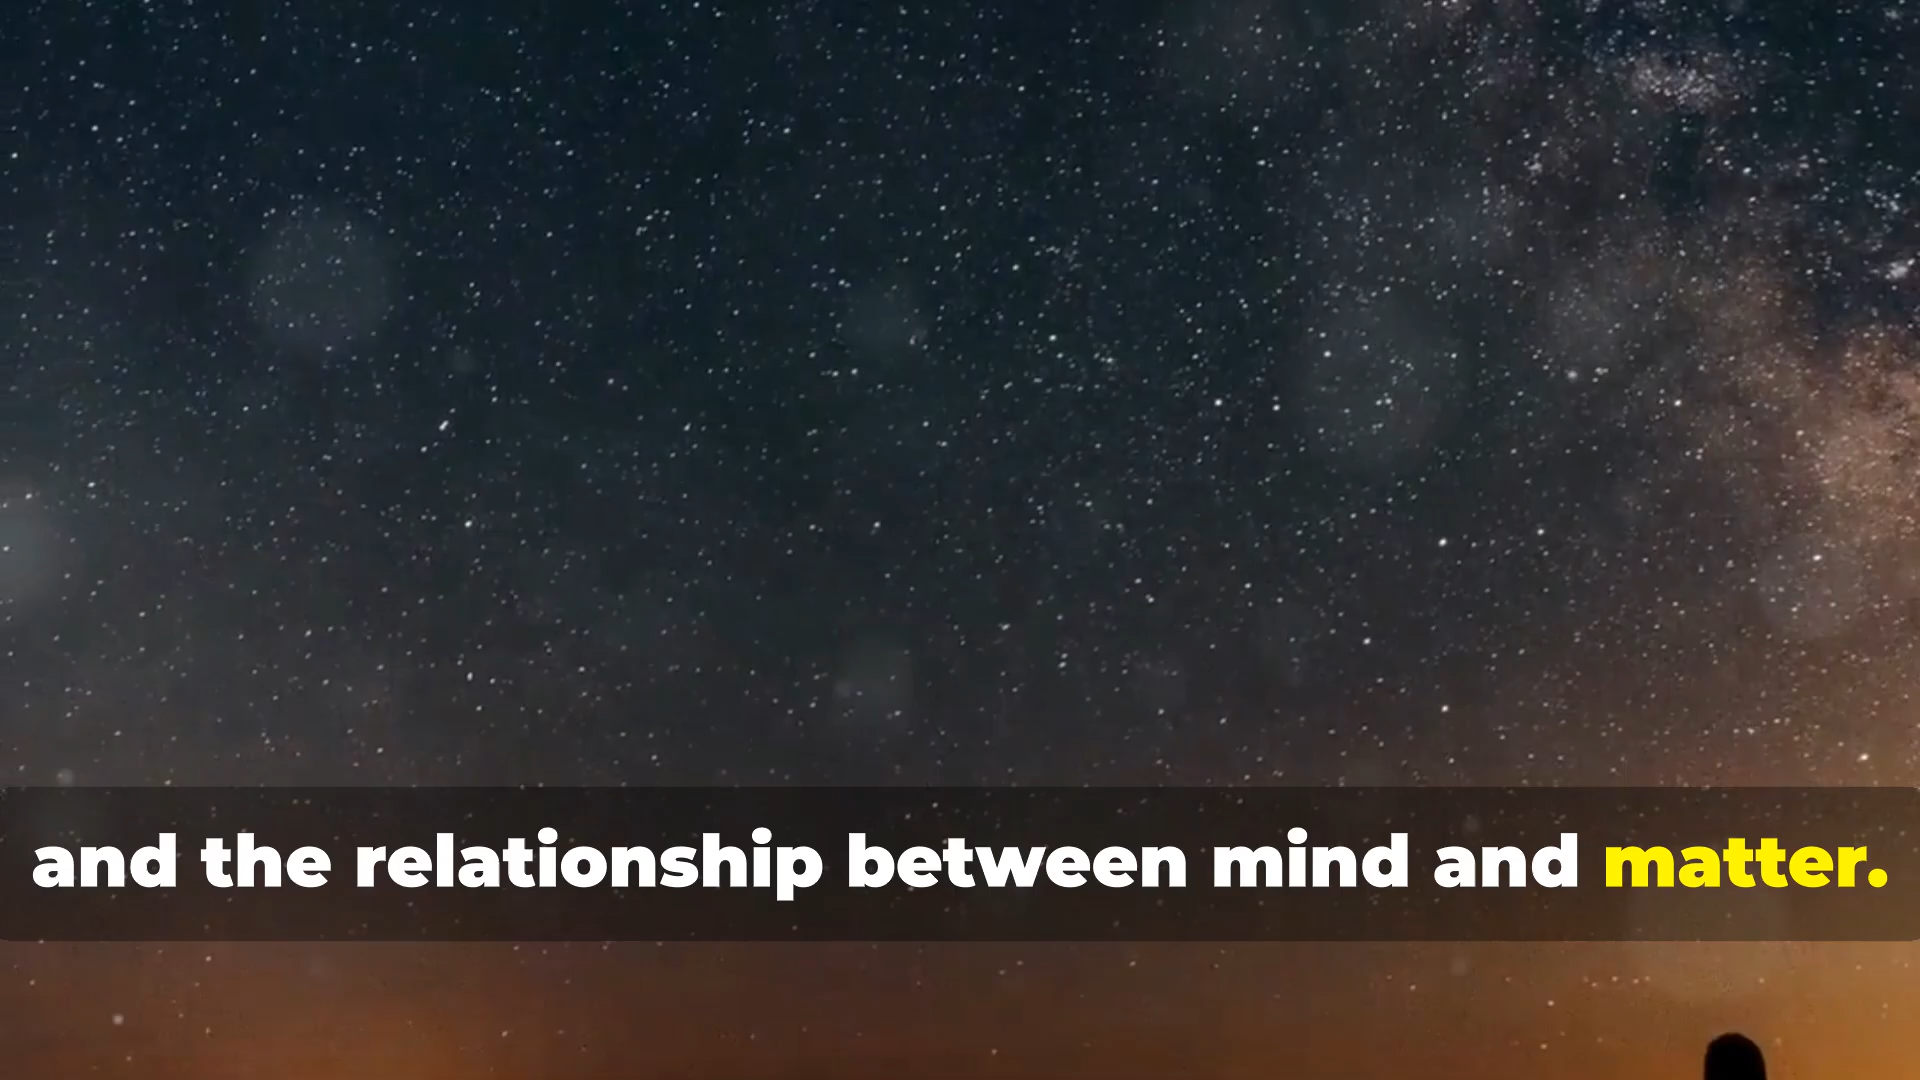 and the relationship between mind and matter.